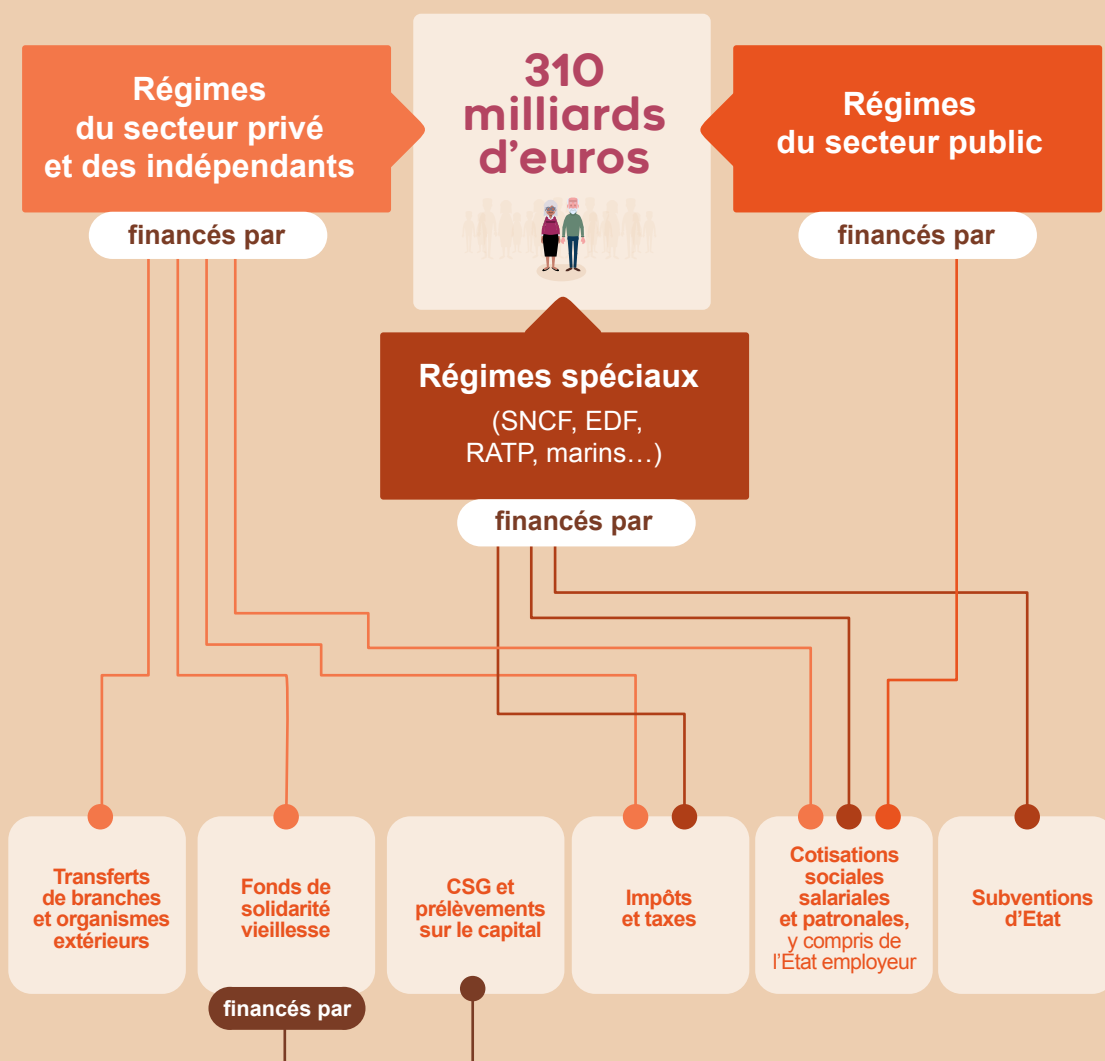 310
milliards
d'euros
Régimes
du secteur privé
et des indépendants
financés par
Régimes
du secteur public
financés par
Régimes spéciaux
(SNCF, EDF,
RATP, marins…)
financés par
Transferts
de branches
et organismes
extérieurs
Fonds de
solidarité
vieillesse
financés par
CSG et
prélèvements
sur le capital
Impôts
et taxes
Cotisations
sociales
salariales
et patronales,
y compris de
l'État employeur
Subventions
d'Etat